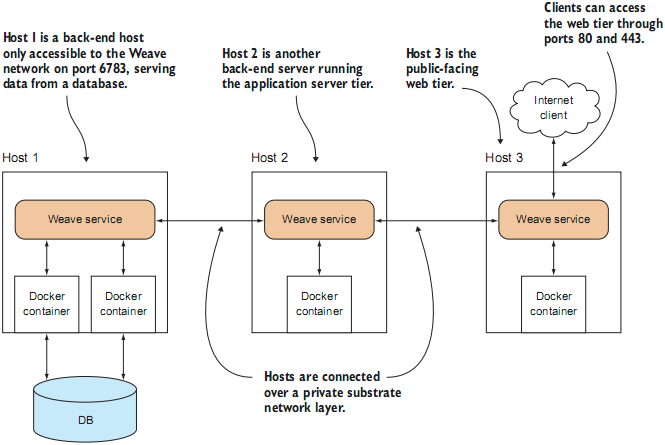 Host 1 is a back-end host
only accessible to the Weave
network on port 6783, serving
data from a database.
Host 2 is another
back-end server running
the application server tier.
Host 3 is the
public-facing
web tier.
Clients can access
the web tier through
ports 80 and 443.
Internet
client
Host 1
Host 2
Host 3
Weave service
Weave service
Weave service
Docker
container
Docker
container
Docker
container
Docker
container
Hosts are connected
over a private substrate
network layer.
DB